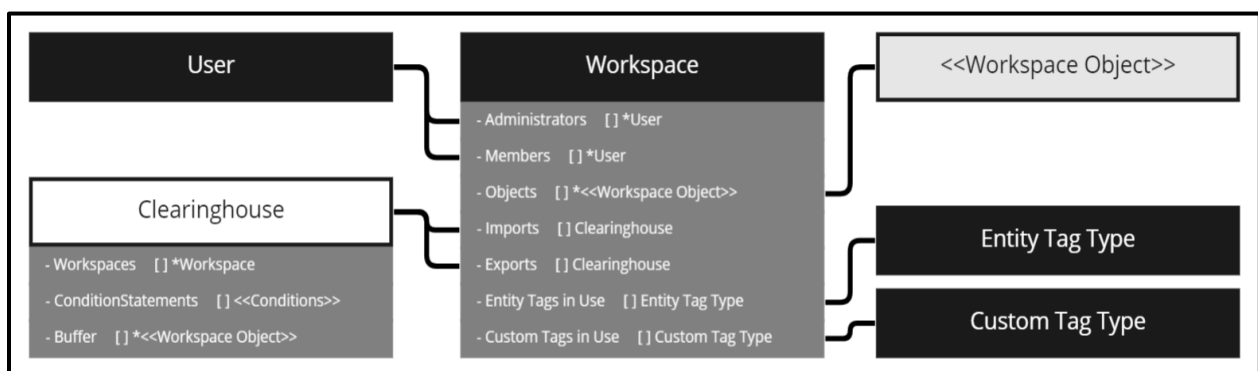 User
Clearinghouse
- Workspaces [ ] *Workspace
- ConditionStatements [ ] <<Conditions>>
- Buffer [ ] *<<Workspace Object>>
Workspace
- Administrators [ ] *User
- Members [ ] *User
- Objects [ ] *<<Workspace Object>>
- Imports [ ] Clearinghouse
- Exports [ ] Clearinghouse
- Entity Tags in Use [ ] Entity Tag Type
- Custom Tags in Use [ ] Custom Tag Type
<<Workspace Object>>
Entity Tag Type
Custom Tag Type